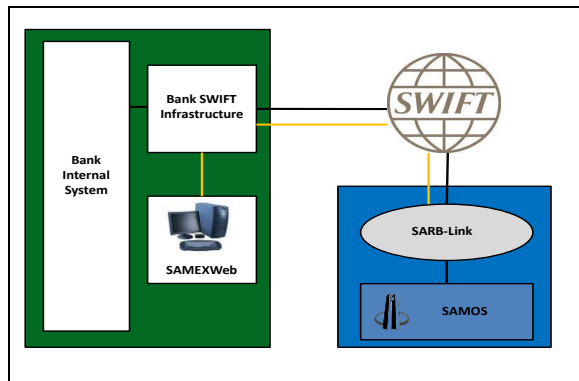 Bank SWIFT
Infrastructure
SWIFT
Bank
Internal
System
SAMEXWeb
SARB-Link
SAMOS